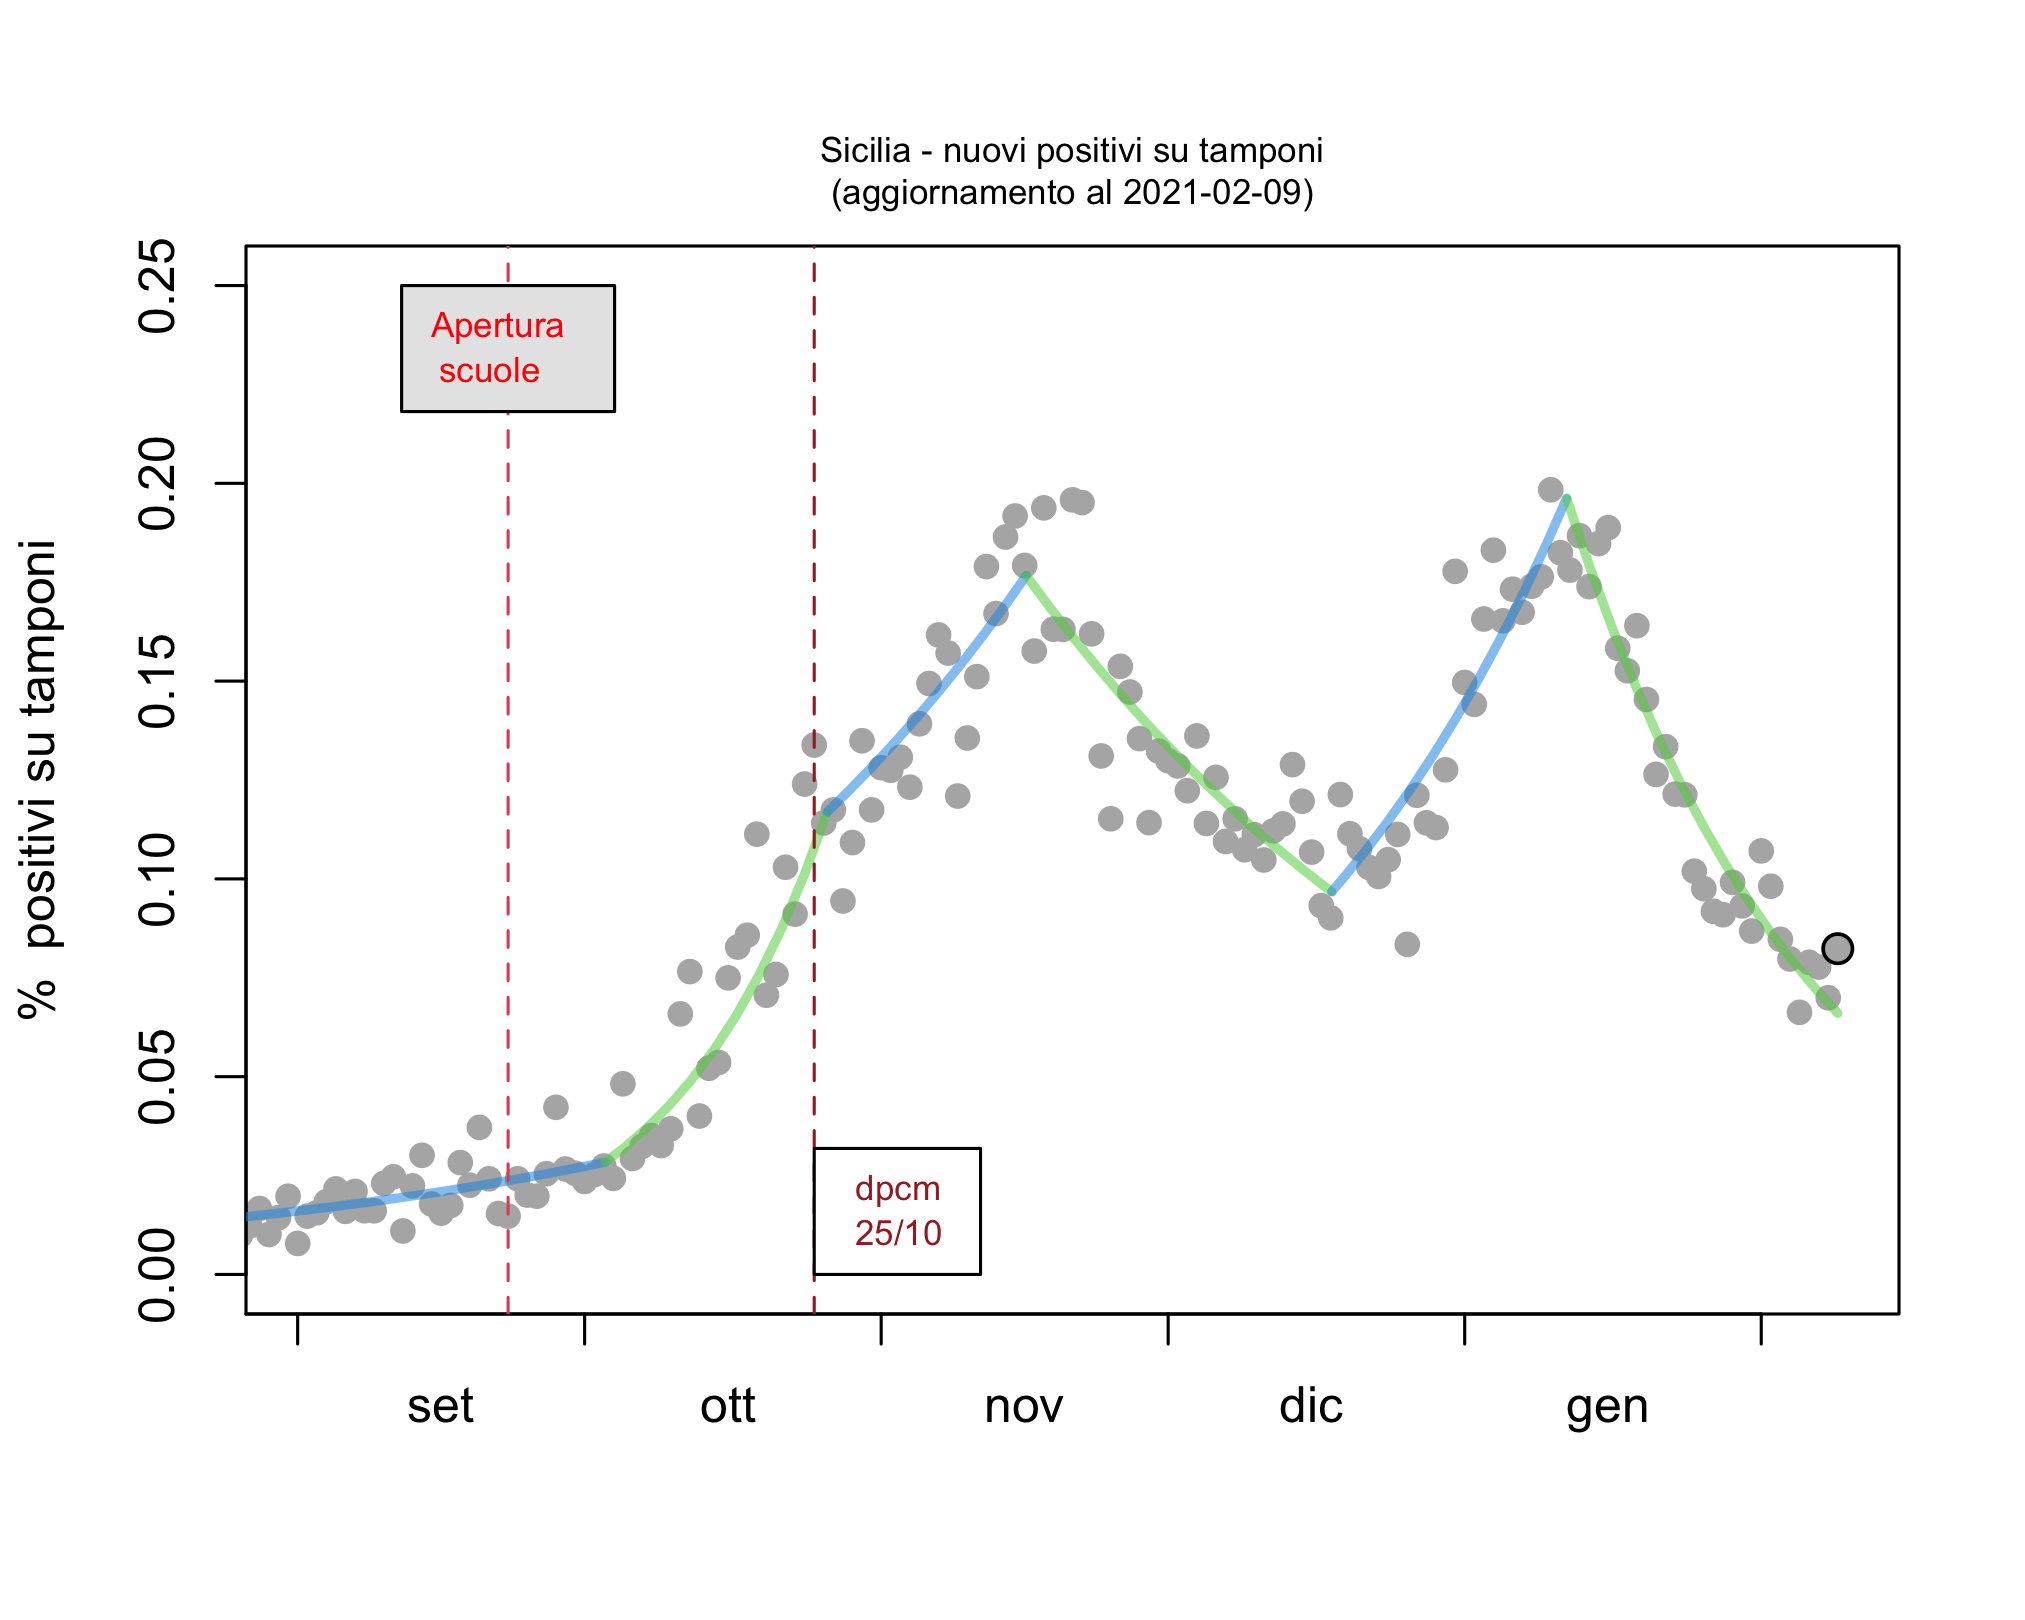 Sicilia - nuovi positivi su tamponi
(aggiornamento al 2021-02-09)
% positivi su tamponi
0.25
0.20
0.15
0.10
0.05
0.00
Apertura
scuole
dpcm
25/10
set ott nov dic gen